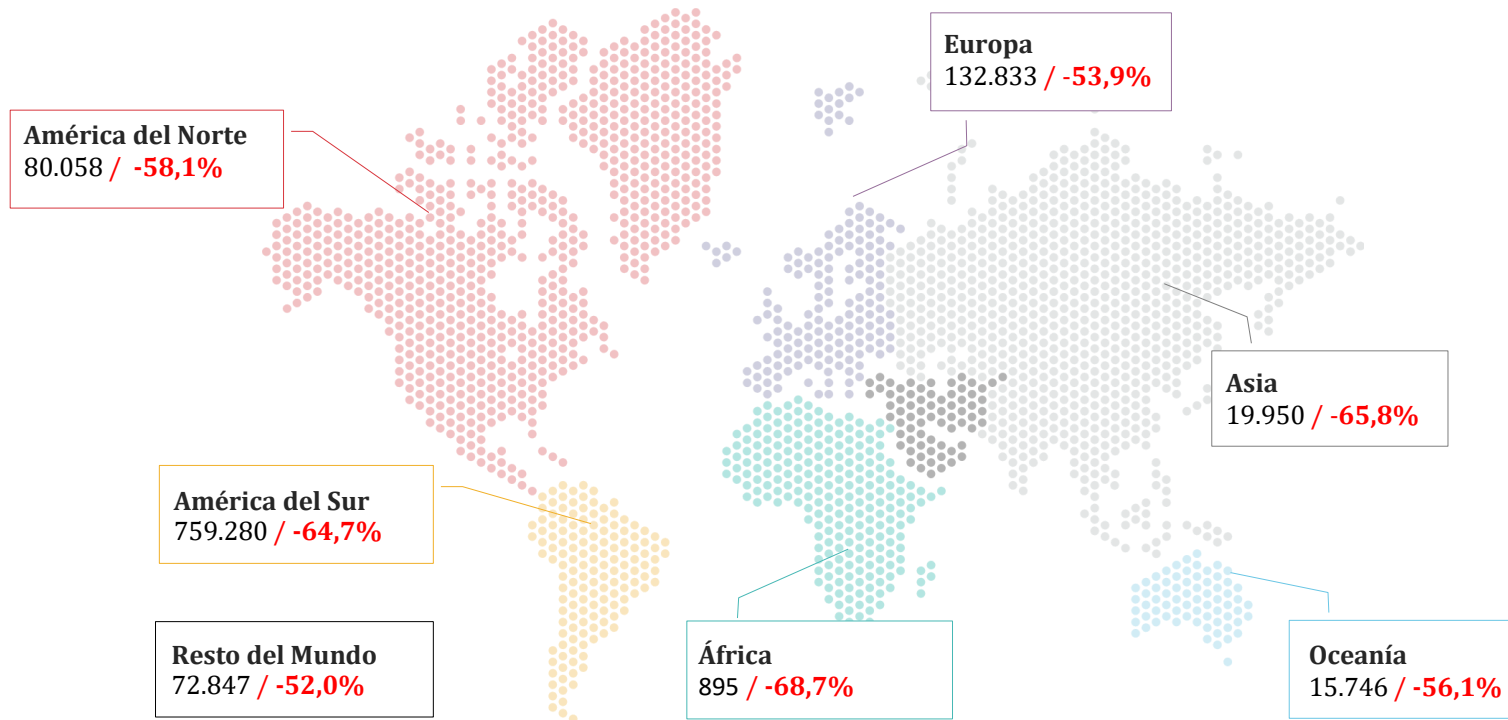 Europa
132.833 / -53,9%
América del Norte
80.058 / -58,1%
Asia
19.950 / -65,8%
América del Sur
759.280 / -64,7%
Resto del Mundo
72.847 / -52,0%
África
895 / -68,7%
Oceanía
15.746 / -56,1%